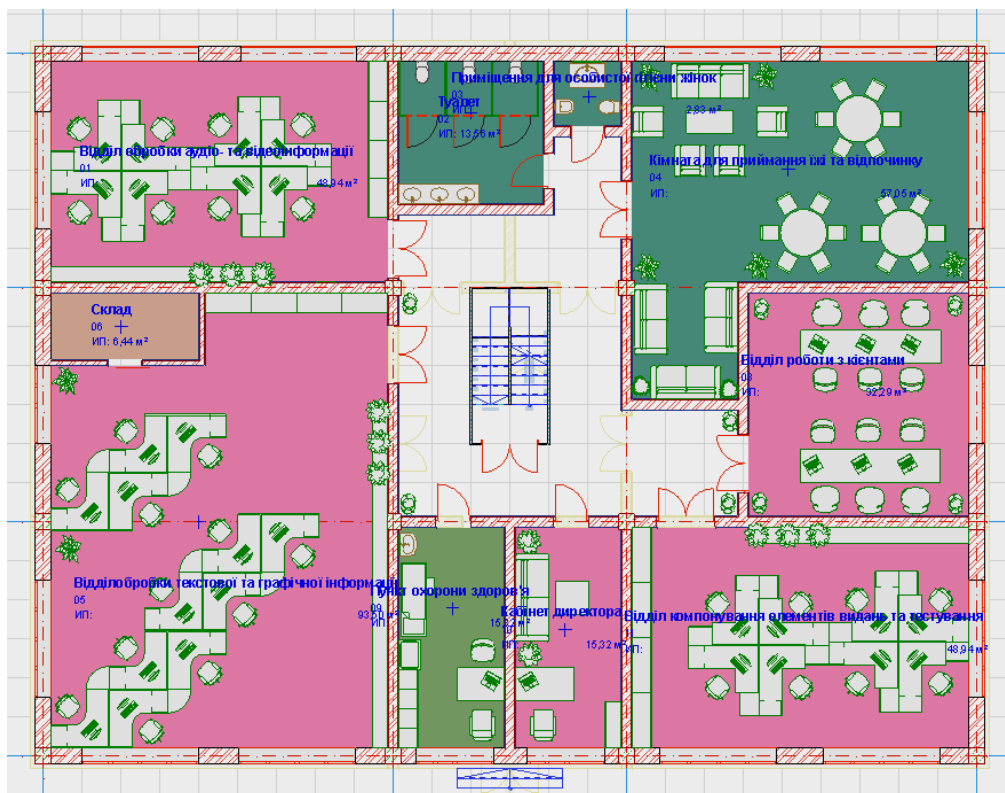 Приміщення для особистої гігієни жінок
03
ИП:
2,83 м²
Туалет
02
ИП: 13,56 м²
Відділ обробки аудіо- та відеоінформації
01
ИП:
48,94 м²
Кімната для приймання їжі та відпочинку
04
ИП:
57,05 м²
Склад
06
ИП: 6,44 м²
Відділ роботи з клієнтами
08
ИП:
32,29 м²
Відділ обробки текстової та графічної інформації
05
ИП:
93,50 м²
Пункт охорони здоров'я
09
ИП:
Кабінет директора
ИП:
15,32 м²
Відділ компонування елементів видань та тестування
ИП:
48,94 м²